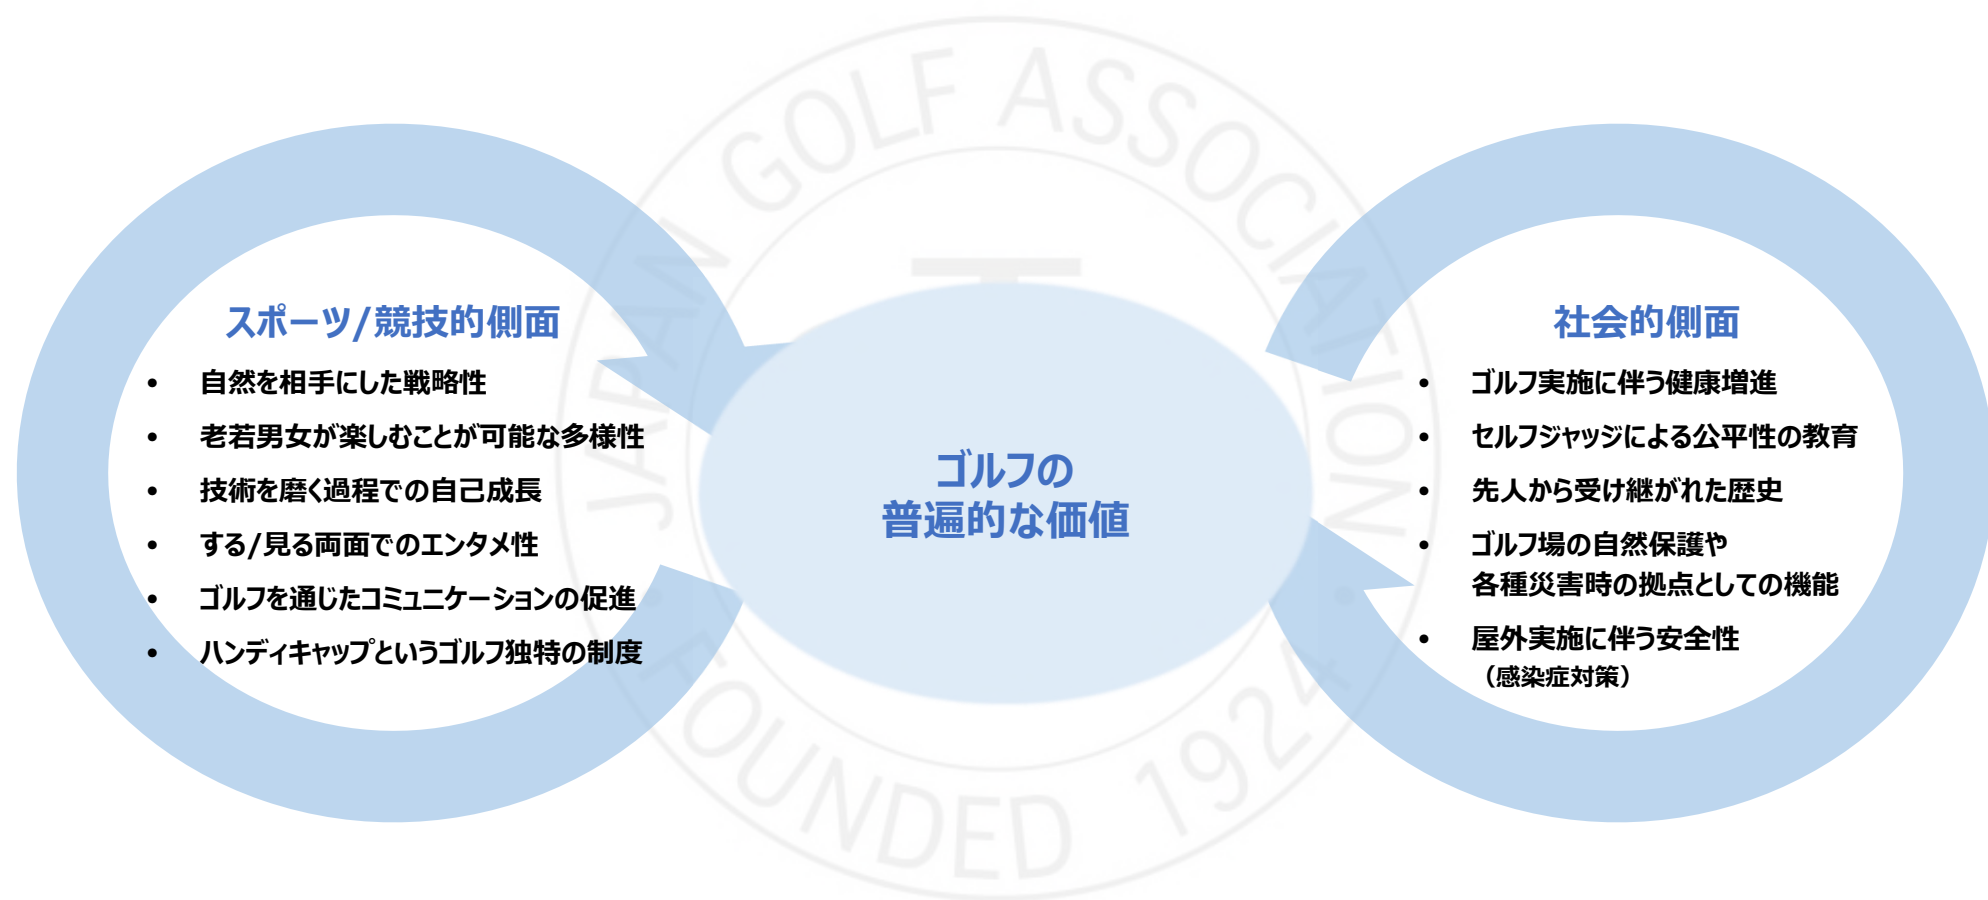 JAPAN GOLF ASSOCIATION
スポーツ/競技的側面
• 自然を相手にした戦略性
• 老若男女が楽しむことが可能な多様性
• 技術を磨く過程での自己成長
• する/見る両面でのエンタメ性
• ゴルフを通じたコミュニケーションの促進
• ハンディキャップというゴルフ独特の制度
ゴルフの
普遍的な価値
社会的側面
• ゴルフ実施に伴う健康増進
• セルフジャッジによる公平性の教育
• 先人から受け継がれた歴史
• ゴルフ場の自然保護や
各種災害時の拠点としての機能
• 屋外実施に伴う安全性
（感染症対策）
• FOUNDED 1924 •